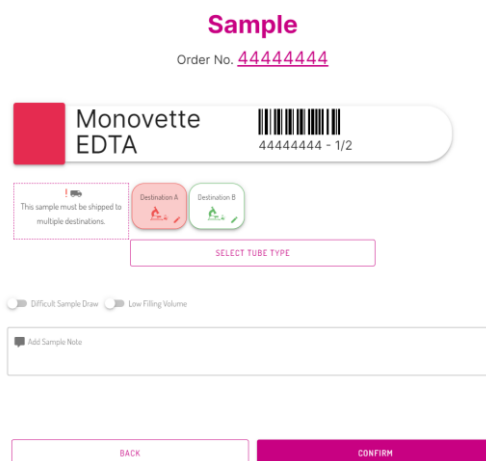 Sample
Order No. 44444444
Monovette
EDTA
44444444 - 1/2
This sample must be shipped to
multiple destinations.
Destination A
Destination B
SELECT TUBE TYPE
Difficult Sample Draw
Low Filling Volume
Add Sample Note
BACK
CONFIRM